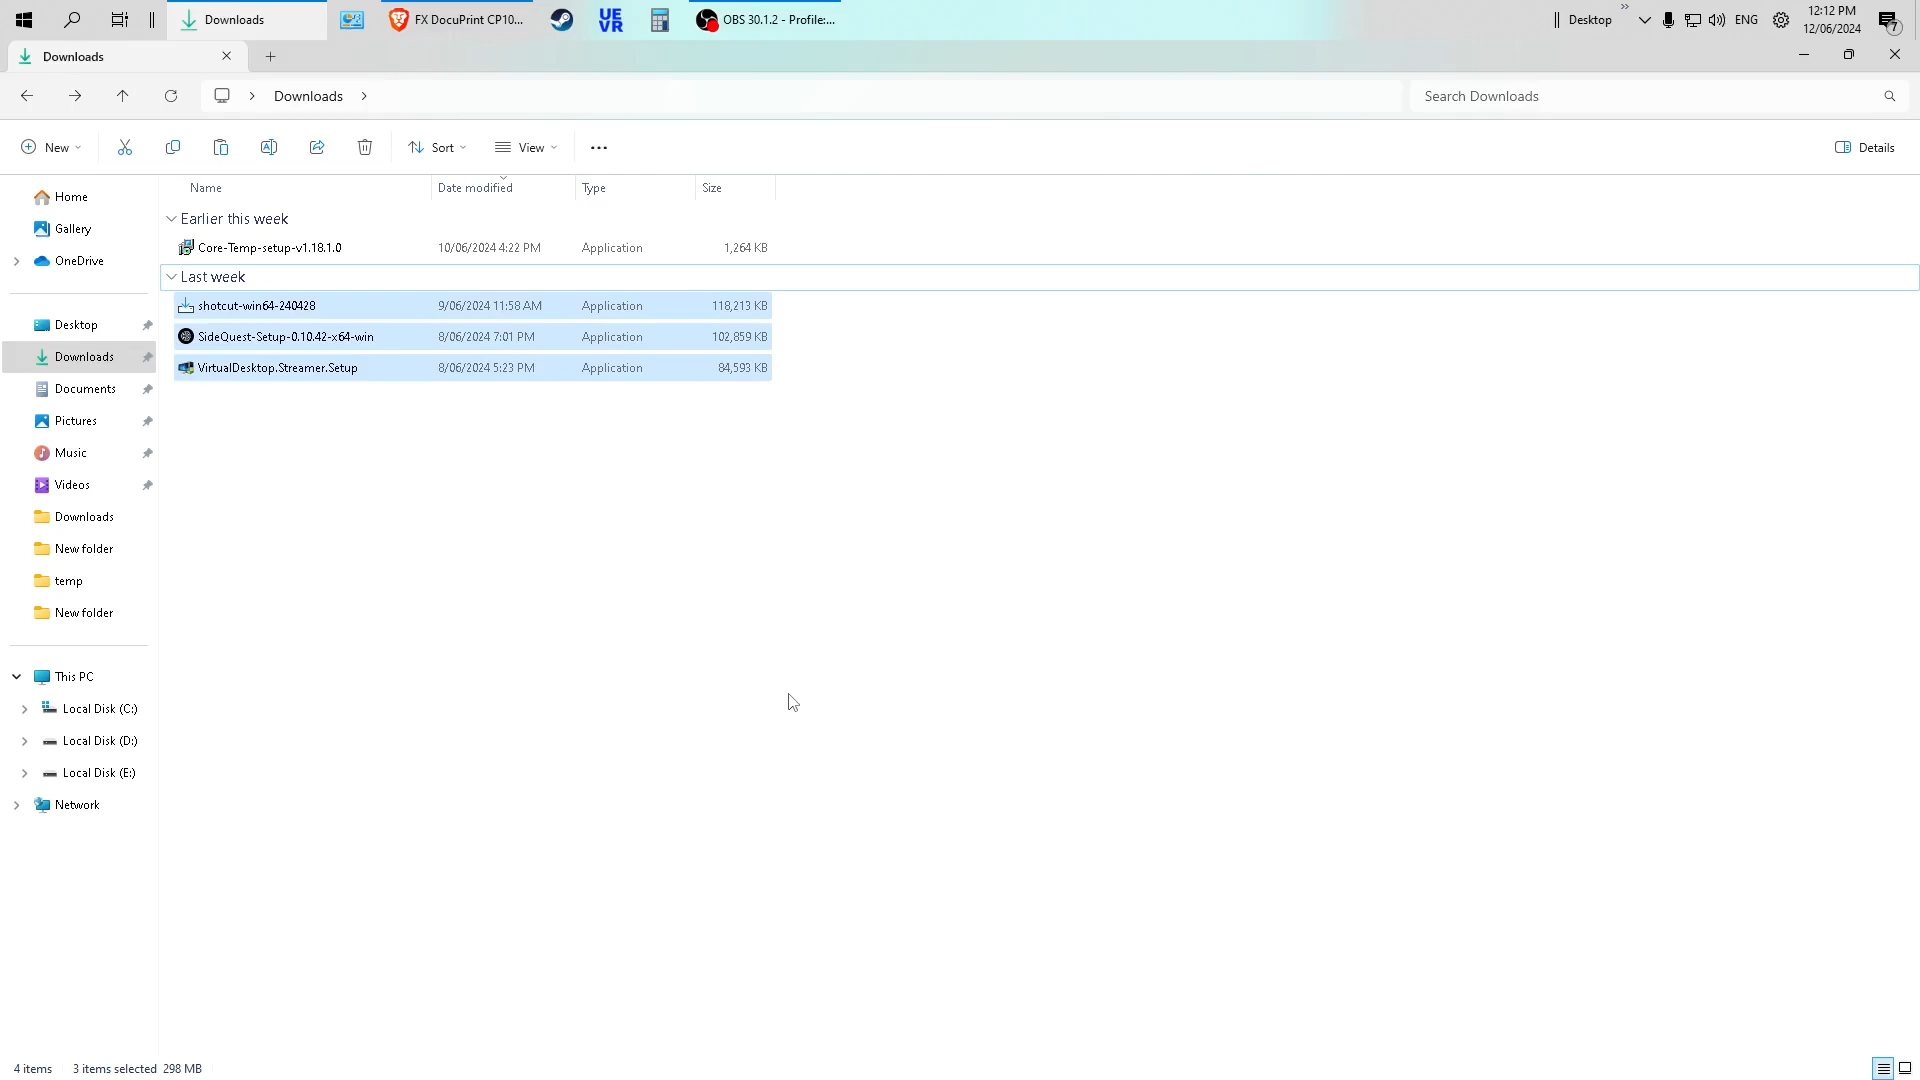 Downloads
FX DocuPrint CP10...
UE
VR
OBS 30.1.2 - Profile:...
Desktop
ENG
12:12 PM
12/06/2024
7
Downloads
Downloads
Search Downloads
New
Sort
View
Details
Name Date modified Type Size
Home
Gallery
OneDrive
Desktop
Downloads
Documents
Pictures
Music
Videos
Downloads
New folder
temp
New folder
This PC
Local Disk (C:)
Local Disk (D:)
Local Disk (E:)
Network
Earlier this week
Core-Temp-setup-v1.18.1.0 10/06/2024 4:22 PM Application 1,264 KB
Last week
shotcut-win64-240428 9/06/2024 11:58 AM Application 118,213 KB
SideQuest-Setup-0.10.42-x64-win 8/06/2024 7:01 PM Application 102,859 KB
VirtualDesktop.Streamer.Setup 8/06/2024 5:23 PM Application 84,593 KB
4 items 3 items selected 298 MB